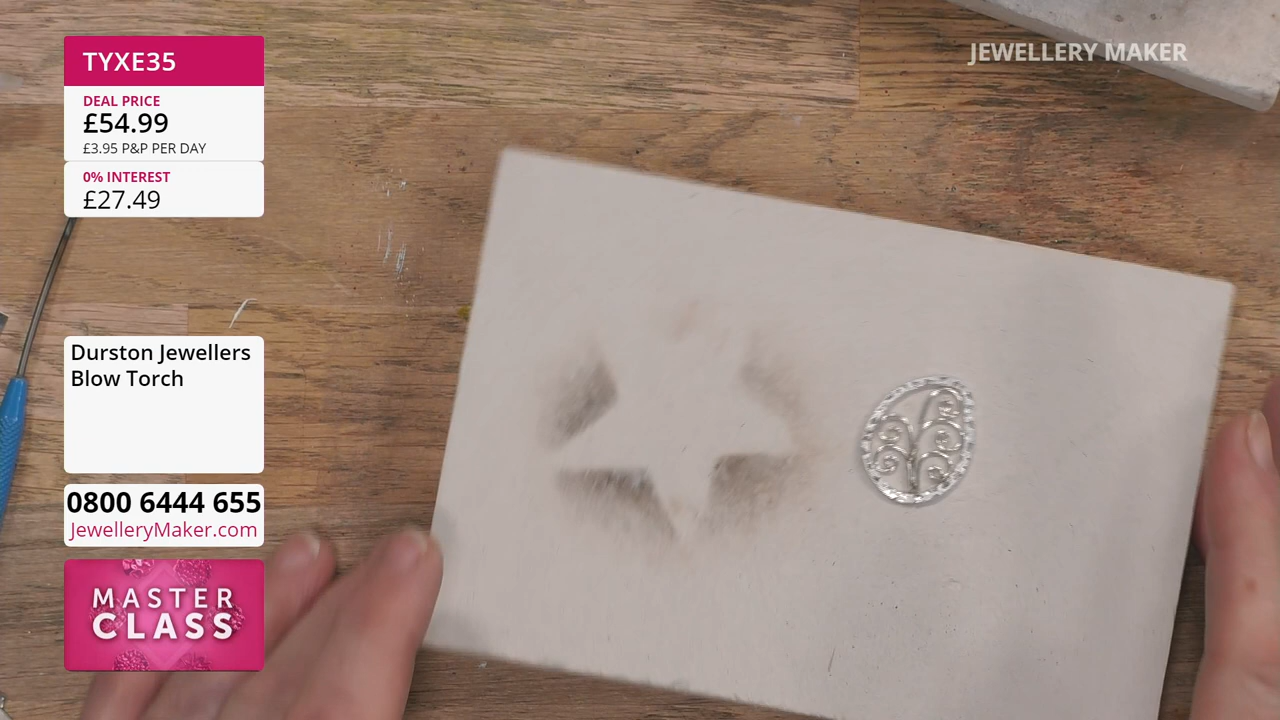 TYXE35
DEAL PRICE
£54.99
£3.95 P&P PER DAY
0% INTEREST
£27.49
Durston Jewellers
Blow Torch
0800 6444 655
JewelleryMaker.com
MASTER
CLASS
JEWELLERY MAKER